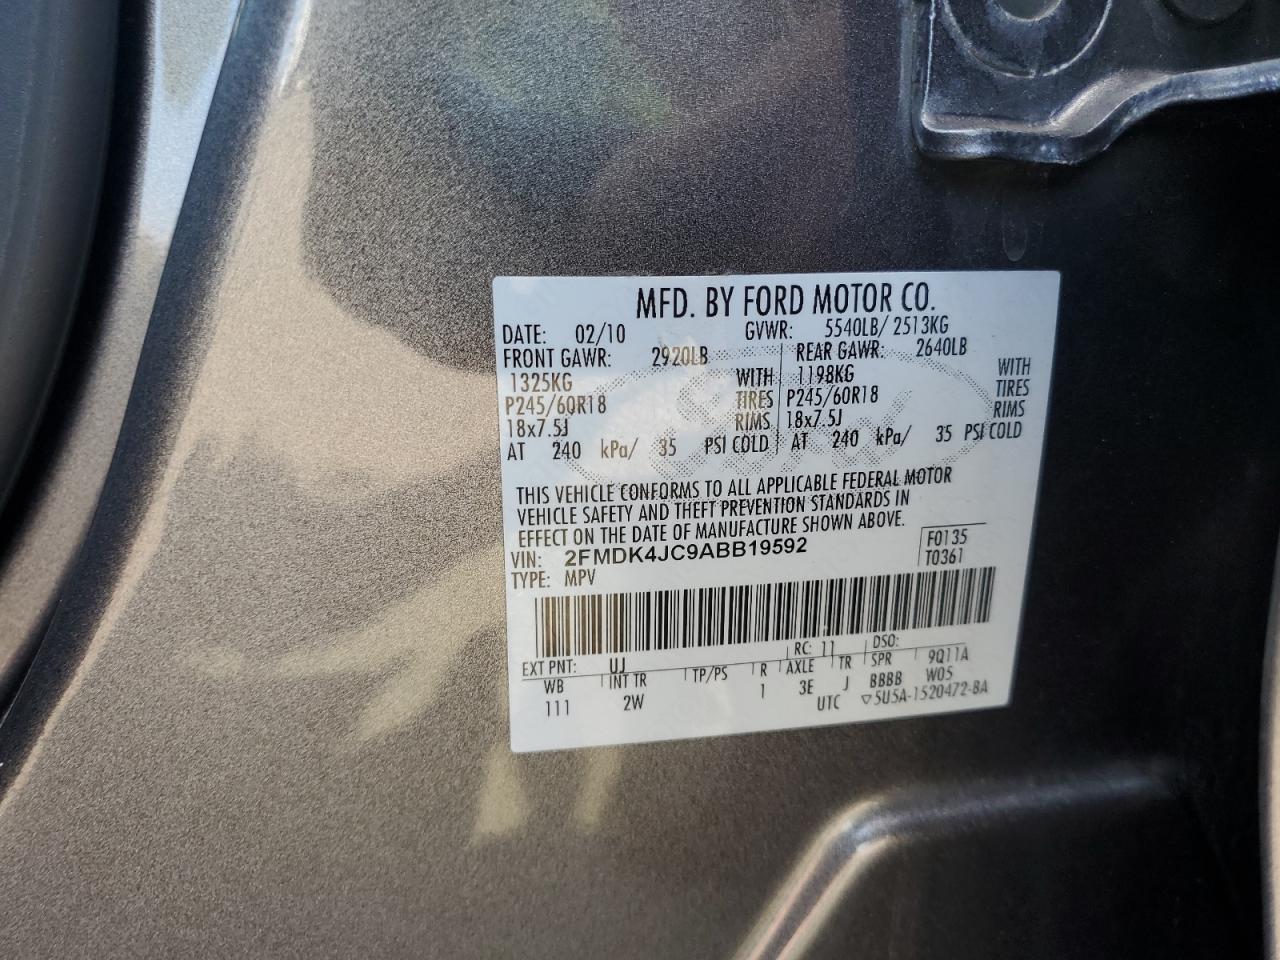 MFD. BY FORD MOTOR CO.
DATE: 02/10 GVWR: 5540LB/ 2513KG
FRONT GAWR: 2920LB REAR GAWR: 2640LB
1325KG WITH 1198KG WITH
P245/60R18 TIRES P245/60R18 TIRES
18x7.5J RIMS 18x7.5J RIMS
AT 240 kPa/ 35 PSI COLD AT 240 kPa/ 35 PSI COLD
THIS VEHICLE CONFORMS TO ALL APPLICABLE FEDERAL MOTOR
VEHICLE SAFETY AND THEFT PREVENTION STANDARDS IN
EFFECT ON THE DATE OF MANUFACTURE SHOWN ABOVE.
VIN: 2FMDK4JC9ABB19592 F0135
TYPE: MPV T0361
EXT PNT: UJ RC: 11 DSO:
WB INT TR TP/PS R AXLE TR SPR 9Q11A
111 2W 1 3E J BBBB W05
UTC ▽5U5A-1520472-BA